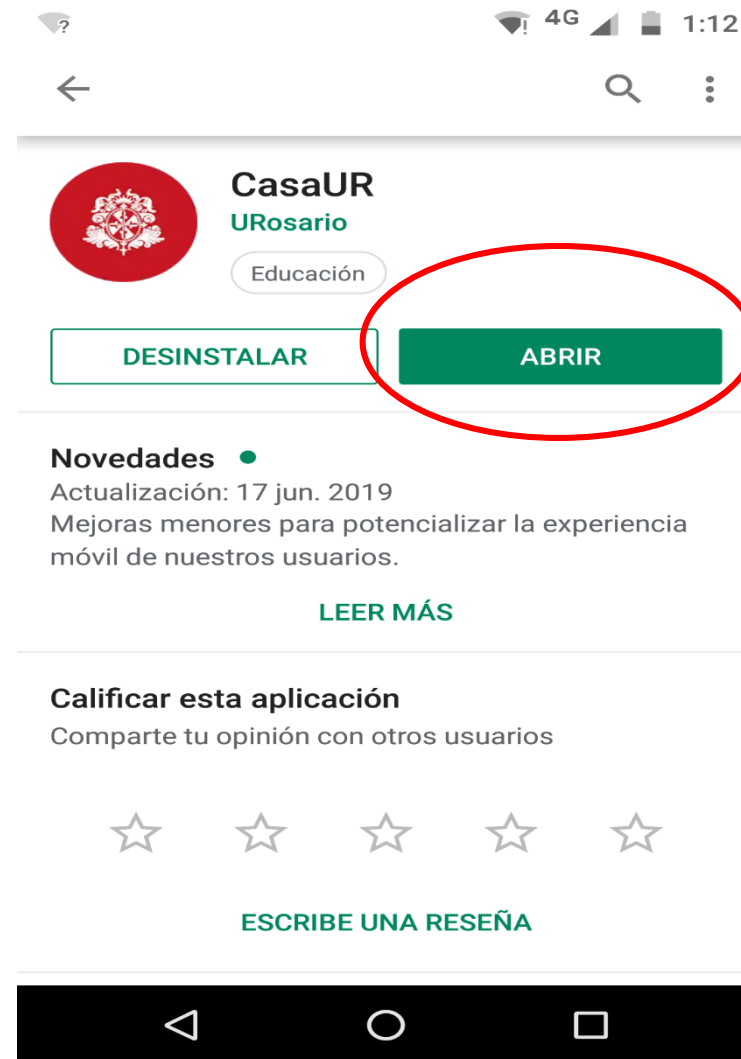 ? ! 4G 1:12
CasaUR
URosario
Educación
DESINSTALAR ABRIR
Novedades
Actualización: 17 jun. 2019
Mejoras menores para potencializar la experiencia
móvil de nuestros usuarios.
LEER MÁS
Calificar esta aplicación
Comparte tu opinión con otros usuarios
ESCRIBE UNA RESEÑA